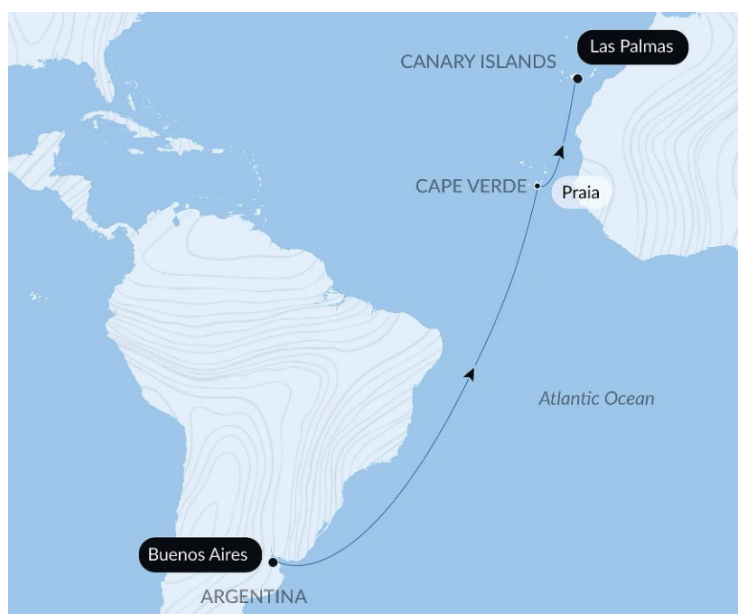 Las Palmas
CANARY ISLANDS
CAPE VERDE
Praia
Atlantic Ocean
Buenos Aires
ARGENTINA